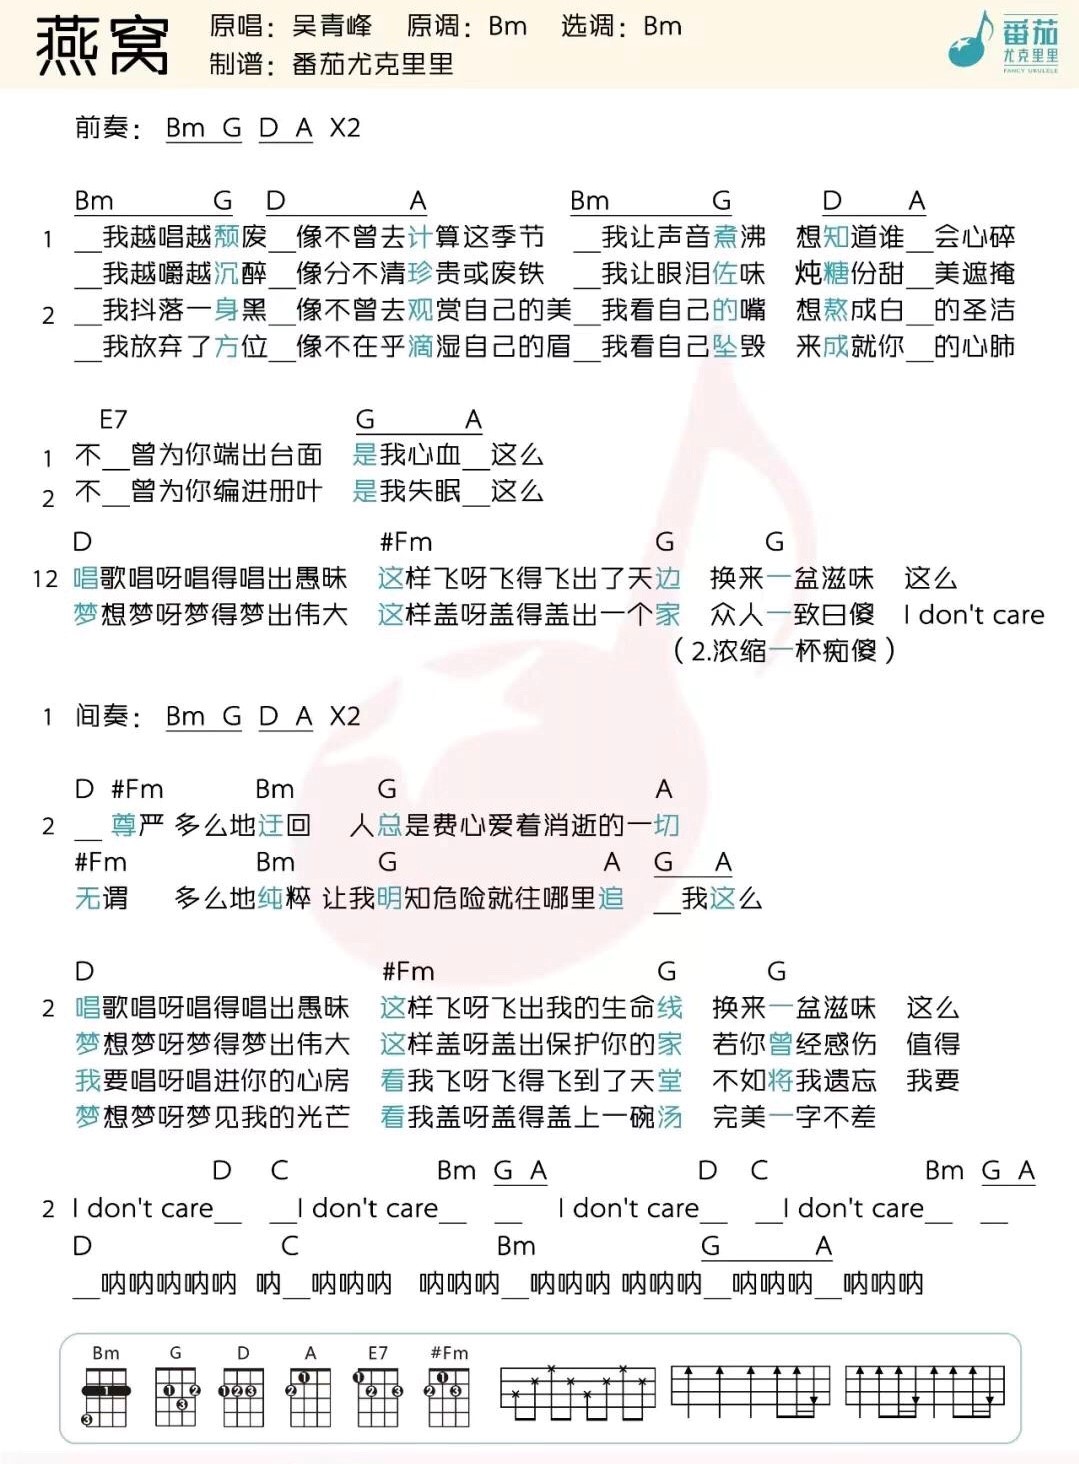 燕窝
原唱：吴青峰 原调：Bm 选调：Bm
制谱：番茄尤克里里
番茄
尤克里里
FANCY UKULELE
前奏： Bm G D A X2
Bm G D A Bm G D A
1 __我越唱越颓废__像不曾去计算这季节 __我让声音煮沸 想知道谁__会心碎
__我越嚼越沉醉__像分不清珍贵或废铁 __我让眼泪佐味 炖糖份甜__美遮掩
2 __我抖落一身黑__像不曾去观赏自己的美__我看自己的嘴 想熬成白__的圣洁
__我放弃了方位__像不在乎滴湿自己的眉__我看自己坠毁 来成就你__的心肺
E7 G A
1 不__曾为你端出台面 是我心血__这么
2 不__曾为你编进册叶 是我失眠__这么
D #Fm G G
12 唱歌唱呀唱得唱出愚昧 这样飞呀飞得飞出了天边 换来一盆滋味 这么
梦想梦呀梦得梦出伟大 这样盖呀盖得盖出一个家 众人一致曰傻 I don't care
（2.浓缩一杯痴傻）
1 间奏： Bm G D A X2
D #Fm Bm G A
2 __ 尊严 多么地迂回 人总是费心爱着消逝的一切
#Fm Bm G A G A
无谓 多么地纯粹 让我明知危险就往哪里追 __我这么
D #Fm G G
2 唱歌唱呀唱得唱出愚昧 这样飞呀飞出我的生命线 换来一盆滋味 这么
梦想梦呀梦得梦出伟大 这样盖呀盖出保护你的家 若你曾经感伤 值得
我要唱呀唱进你的心房 看我飞呀飞得飞到了天堂 不如将我遗忘 我要
梦想梦呀梦见我的光芒 看我盖呀盖得盖上一碗汤 完美一字不差
D C Bm G A D C Bm G A
2 I don't care__ __I don't care__ __ I don't care__ __I don't care__ __
D C Bm G A
__呐呐呐呐呐 呐__呐呐呐 呐呐呐__呐呐呐 呐呐呐__呐呐呐__呐呐呐
Bm G D A E7 #Fm